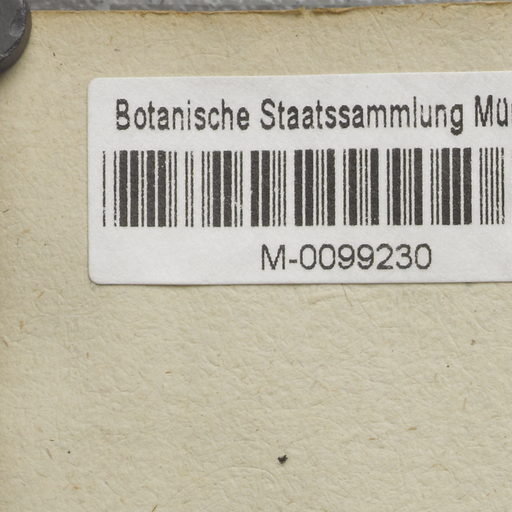 Botanische Staatssammlung Mü
M-0099230